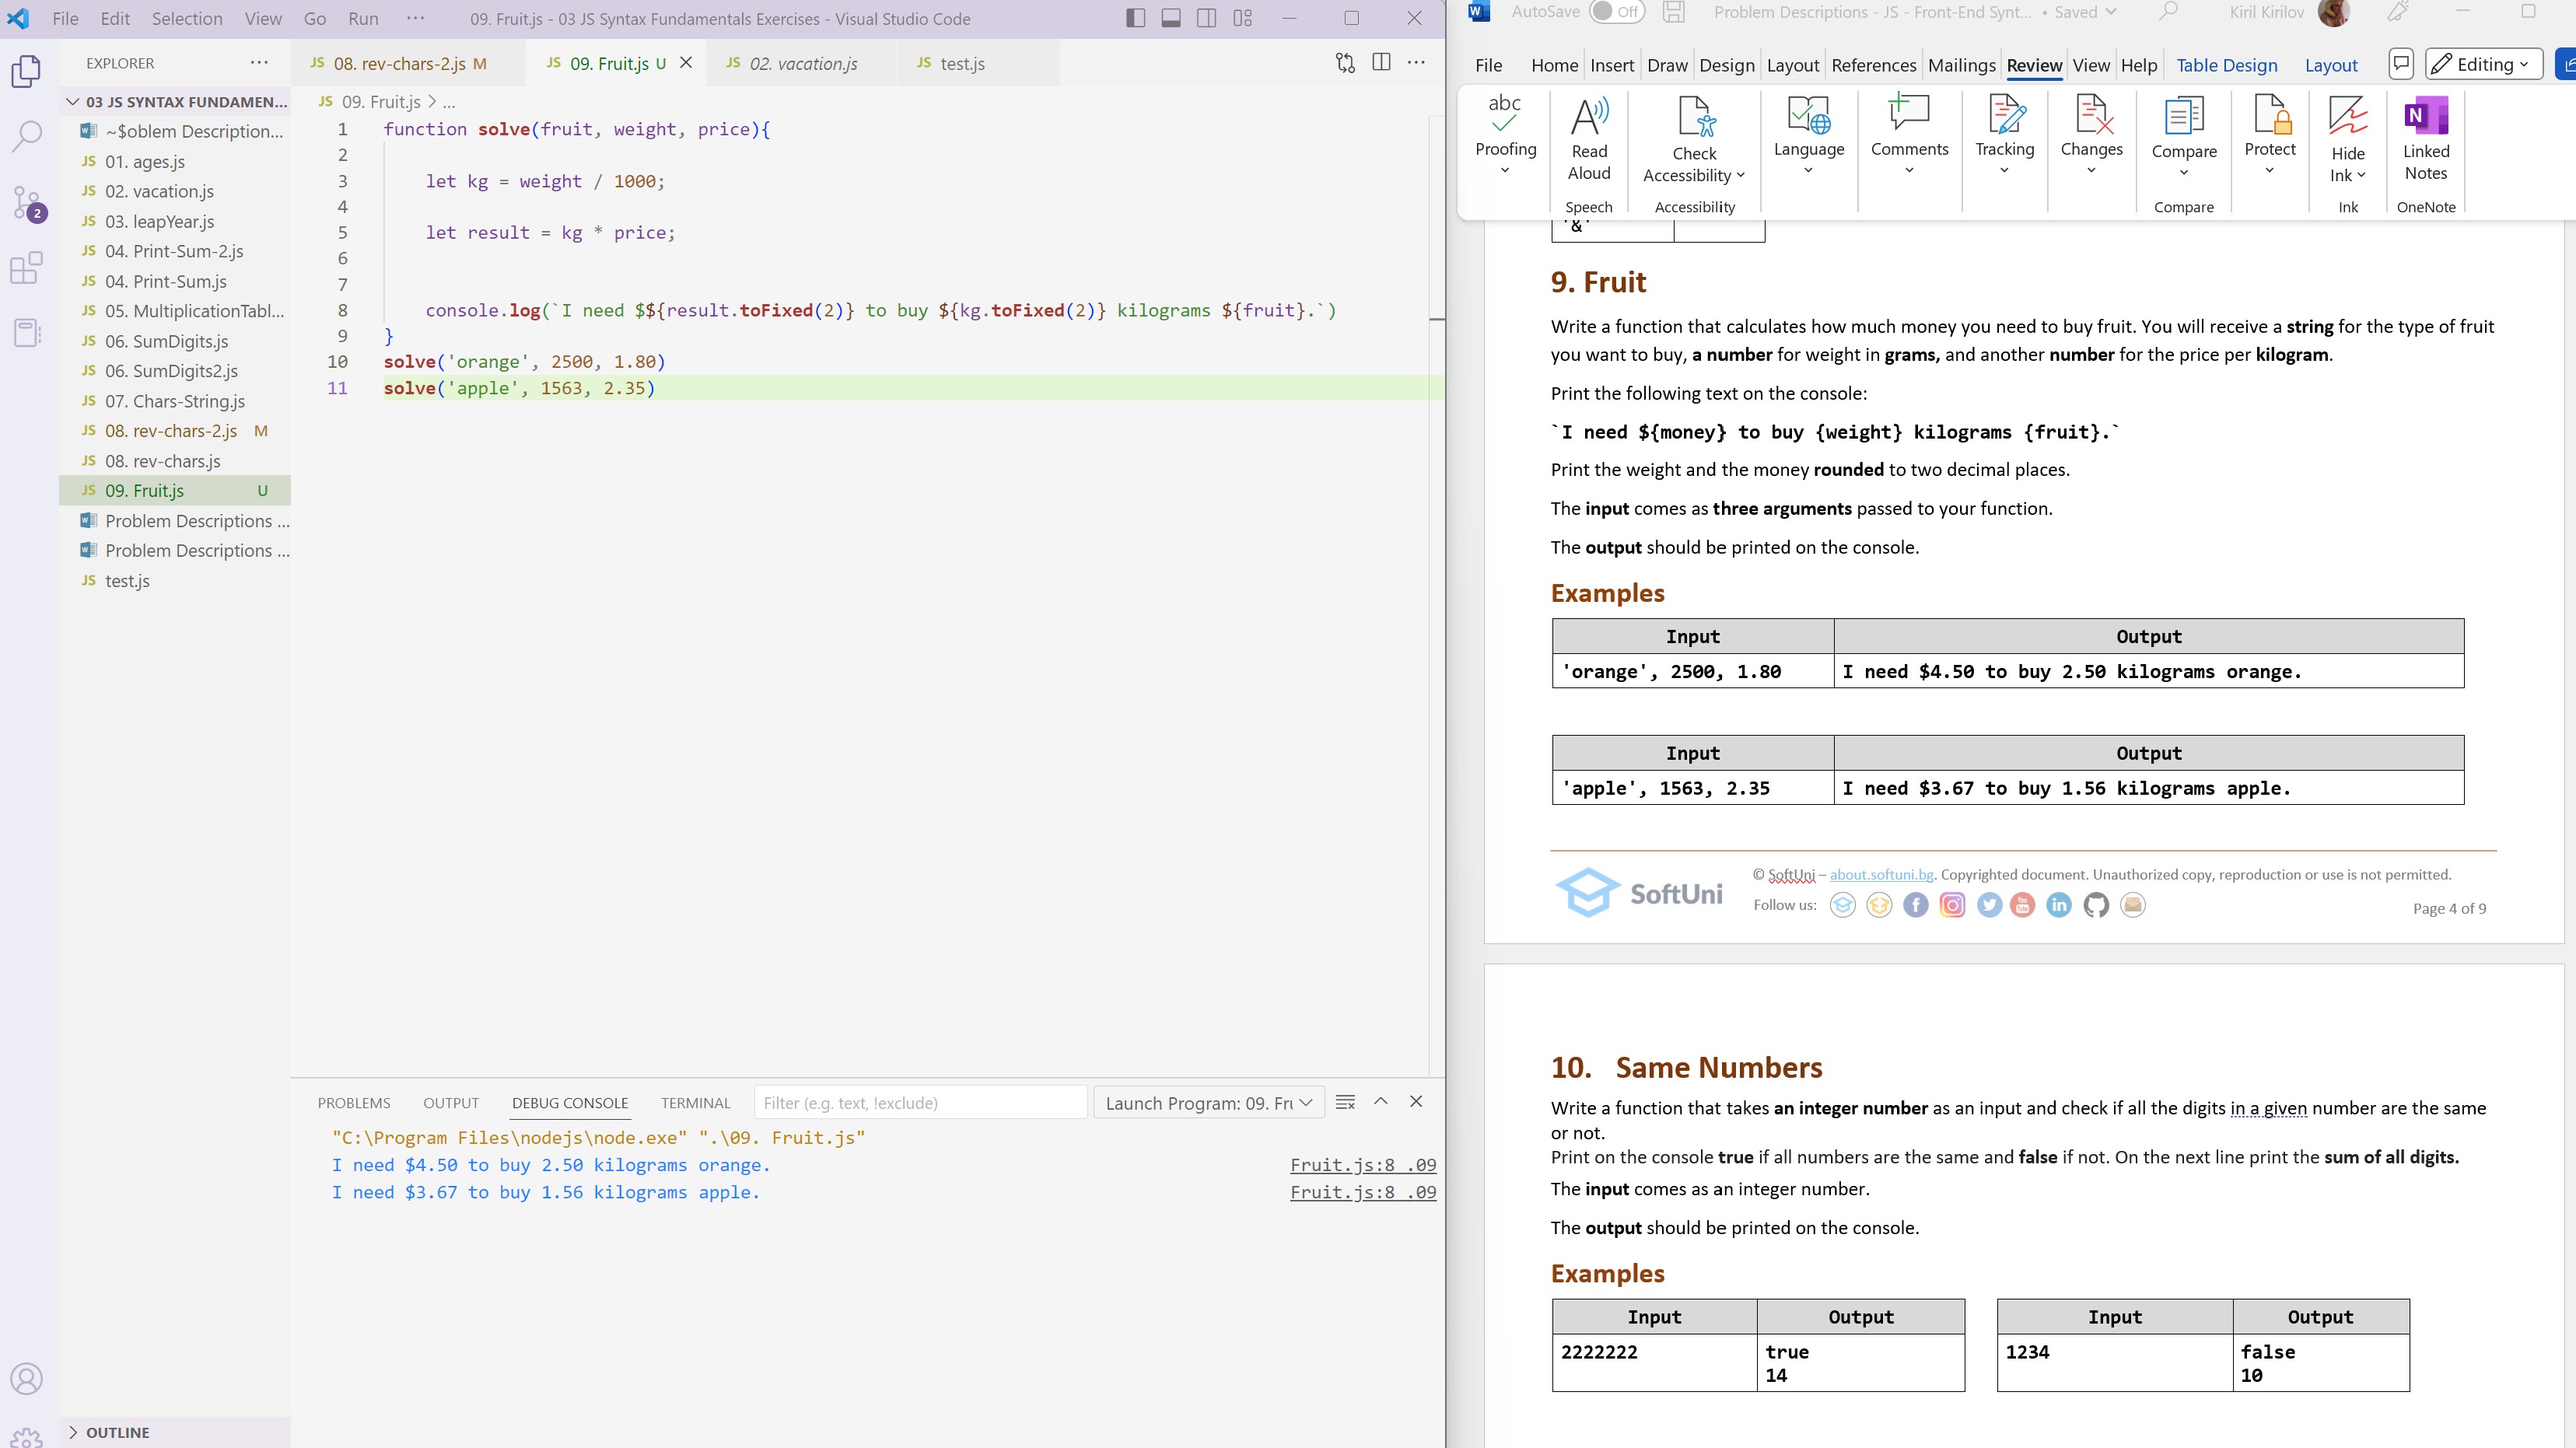 File Edit Selection View Go Run ··· 09. Fruit.js - 03 JS Syntax Fundamentals Exercises - Visual Studio Code
EXPLORER ···
03 JS SYNTAX FUNDAMEN...
~$oblem Description...
JS 01. ages.js
JS 02. vacation.js
JS 03. leapYear.js
JS 04. Print-Sum-2.js
JS 04. Print-Sum.js
JS 05. MultiplicationTabl...
JS 06. SumDigits.js
JS 06. SumDigits2.js
JS 07. Chars-String.js
JS 08. rev-chars-2.js M
JS 08. rev-chars.js
JS 09. Fruit.js U
Problem Descriptions ...
Problem Descriptions ...
JS test.js
OUTLINE
2
JS 08. rev-chars-2.js M JS 09. Fruit.js U JS 02. vacation.js JS test.js
JS 09. Fruit.js > ...
1 function solve(fruit, weight, price){
2
3 let kg = weight / 1000;
4
5 let result = kg * price;
6
7
8 console.log(`I need $${result.toFixed(2)} to buy ${kg.toFixed(2)} kilograms ${fruit}.`)
9 }
10 solve('orange', 2500, 1.80)
11 solve('apple', 1563, 2.35)
PROBLEMS OUTPUT DEBUG CONSOLE TERMINAL Filter (e.g. text, !exclude) Launch Program: 09. Fru
"C:\Program Files\nodejs\node.exe" ".\09. Fruit.js"
I need $4.50 to buy 2.50 kilograms orange. Fruit.js:8 .09
I need $3.67 to buy 1.56 kilograms apple. Fruit.js:8 .09
W AutoSave Off Problem Descriptions - JS - Front-End Synt... • Saved Kiril Kirilov
File Home Insert Draw Design Layout References Mailings Review View Help Table Design Layout Editing
abc
Proofing
Read Aloud
Speech
Check Accessibility
Accessibility
Language
Comments
Tracking
Changes
Compare
Compare
Protect
Hide Ink
Ink
N
Linked Notes
OneNote
'&'
9. Fruit
Write a function that calculates how much money you need to buy fruit. You will receive a string for the type of fruit
you want to buy, a number for weight in grams, and another number for the price per kilogram.
Print the following text on the console:
`I need ${money} to buy {weight} kilograms {fruit}.`
Print the weight and the money rounded to two decimal places.
The input comes as three arguments passed to your function.
The output should be printed on the console.
Examples
Input Output
'orange', 2500, 1.80 I need $4.50 to buy 2.50 kilograms orange.
Input Output
'apple', 1563, 2.35 I need $3.67 to buy 1.56 kilograms apple.
SoftUni
© SoftUni – about.softuni.bg. Copyrighted document. Unauthorized copy, reproduction or use is not permitted.
Follow us:
Page 4 of 9
10. Same Numbers
Write a function that takes an integer number as an input and check if all the digits in a given number are the same
or not.
Print on the console true if all numbers are the same and false if not. On the next line print the sum of all digits.
The input comes as an integer number.
The output should be printed on the console.
Examples
Input Output Input Output
2222222 true 1234 false
14 10